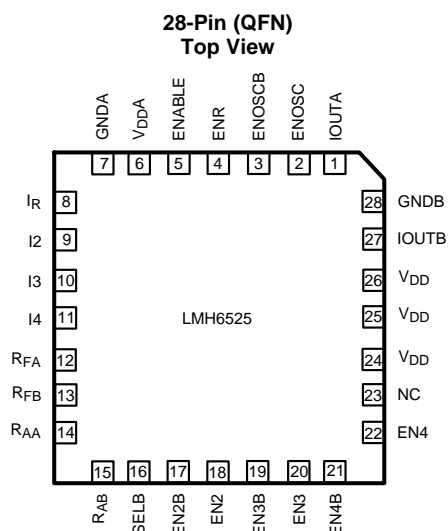 28-Pin (QFN)
Top View
GNDA
VDDA
ENABLE
ENR
ENOSCB
ENOSC
IOUTA
7 6 5 4 3 2 1
IR 8
I2 9
I3 10
I4 11
RFA 12
RFB 13
RAA 14
LMH6525
28 GNDB
27 IOUTB
26 VDD
25 VDD
24 VDD
23 NC
22 EN4
15 16 17 18 19 20 21
RAB
SELB
EN2B
EN2
EN3B
EN3
EN4B